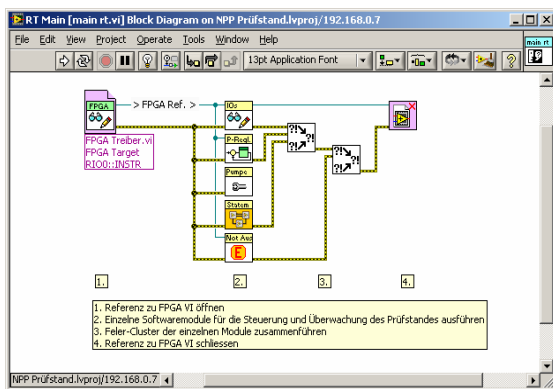 RT Main [main rt.vi] Block Diagram on NPP Prüfstand.lvproj/192.168.0.7
File Edit View Project Operate Tools Window Help
13pt Application Font
main rt
FPGA
> FPGA Ref. >
IOs
FPGA Treiber.vi
FPGA Target
RIO0::INSTR
P-Regl.
?!
?!
?!
?!
?!
?!
Pumpe
Statem
Not Aus
E
1.
2.
3.
4.
1. Referenz zu FPGA VI öffnen
2. Einzelne Softwaremodule für die Steuerung und Überwachung des Prüfstandes ausführen
3. Feler-Cluster der einzelnen Module zusammenführen
4. Referenz zu FPGA VI schliessen
NPP Prüfstand.lvproj/192.168.0.7